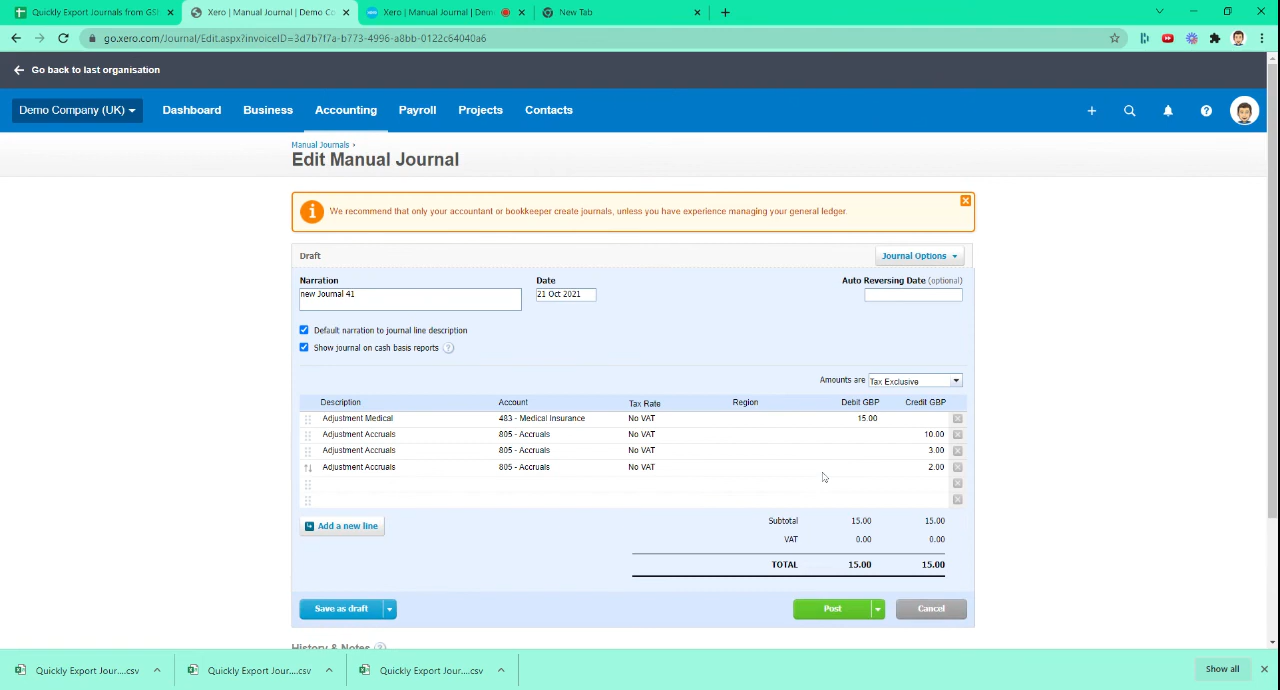 Quickly Export Journals from GSh
Xero | Manual Journal | Demo Co
Xero | Manual Journal | Dem
New Tab
go.xero.com/Journal/Edit.aspx?invoiceID=3d7b7f7a-b773-4996-a8bb-0122c64040a6
Go back to last organisation
Demo Company (UK) Dashboard Business Accounting Payroll Projects Contacts
Manual Journals ›
Edit Manual Journal
We recommend that only your accountant or bookkeeper create journals, unless you have experience managing your general ledger.
Draft Journal Options
Narration Date Auto Reversing Date (optional)
new Journal 41 21 Oct 2021
Default narration to journal line description
Show journal on cash basis reports ?
Amounts are Tax Exclusive
Description Account Tax Rate Region Debit GBP Credit GBP
Adjustment Medical 483 - Medical Insurance No VAT 15.00
Adjustment Accruals 805 - Accruals No VAT 10.00
Adjustment Accruals 805 - Accruals No VAT 3.00
Adjustment Accruals 805 - Accruals No VAT 2.00
Add a new line Subtotal 15.00 15.00
VAT 0.00 0.00
TOTAL 15.00 15.00
Save as draft Post Cancel
History & Notes ?
Quickly Export Jour....csv Quickly Export Jour....csv Quickly Export Jour....csv Show all